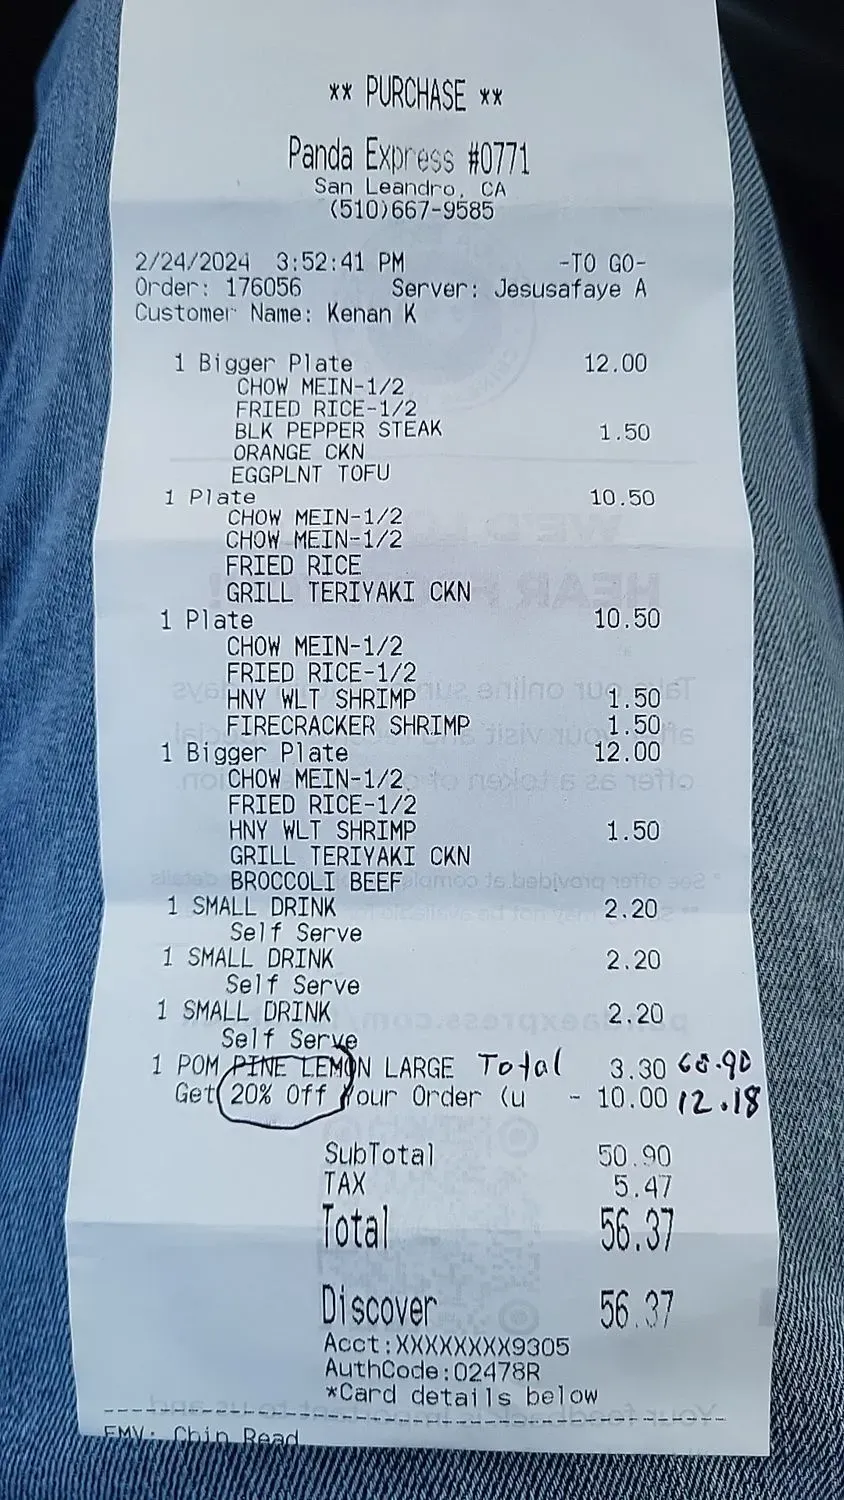 ** PURCHASE **
Panda Express #0771
San Leandro, CA
(510)667-9585
2/24/2024 3:52:41 PM -TO GO-
Order: 176056 Server: Jesusafaye A
Customer Name: Kenan K
1 Bigger Plate 12.00
CHOW MEIN-1/2
FRIED RICE-1/2
BLK PEPPER STEAK 1.50
ORANGE CKN
EGGPLNT TOFU
1 Plate 10.50
CHOW MEIN-1/2
CHOW MEIN-1/2
FRIED RICE
GRILL TERIYAKI CKN
1 Plate 10.50
CHOW MEIN-1/2
FRIED RICE-1/2
HNY WLT SHRIMP 1.50
FIRECRACKER SHRIMP 1.50
1 Bigger Plate 12.00
CHOW MEIN-1/2
FRIED RICE-1/2
HNY WLT SHRIMP 1.50
GRILL TERIYAKI CKN
BROCCOLI BEEF
1 SMALL DRINK 2.20
Self Serve
1 SMALL DRINK 2.20
Self Serve
1 SMALL DRINK 2.20
Self Serve
1 POM PINE LEMON LARGE Total 3.30 60.90
Get 20% Off Your Order (u - 10.00 12.18
SubTotal 50.90
TAX 5.47
Total 56.37
Discover 56.37
Acct:XXXXXXXX9305
AuthCode:02478R
*Card details below
EMV: Chip Read